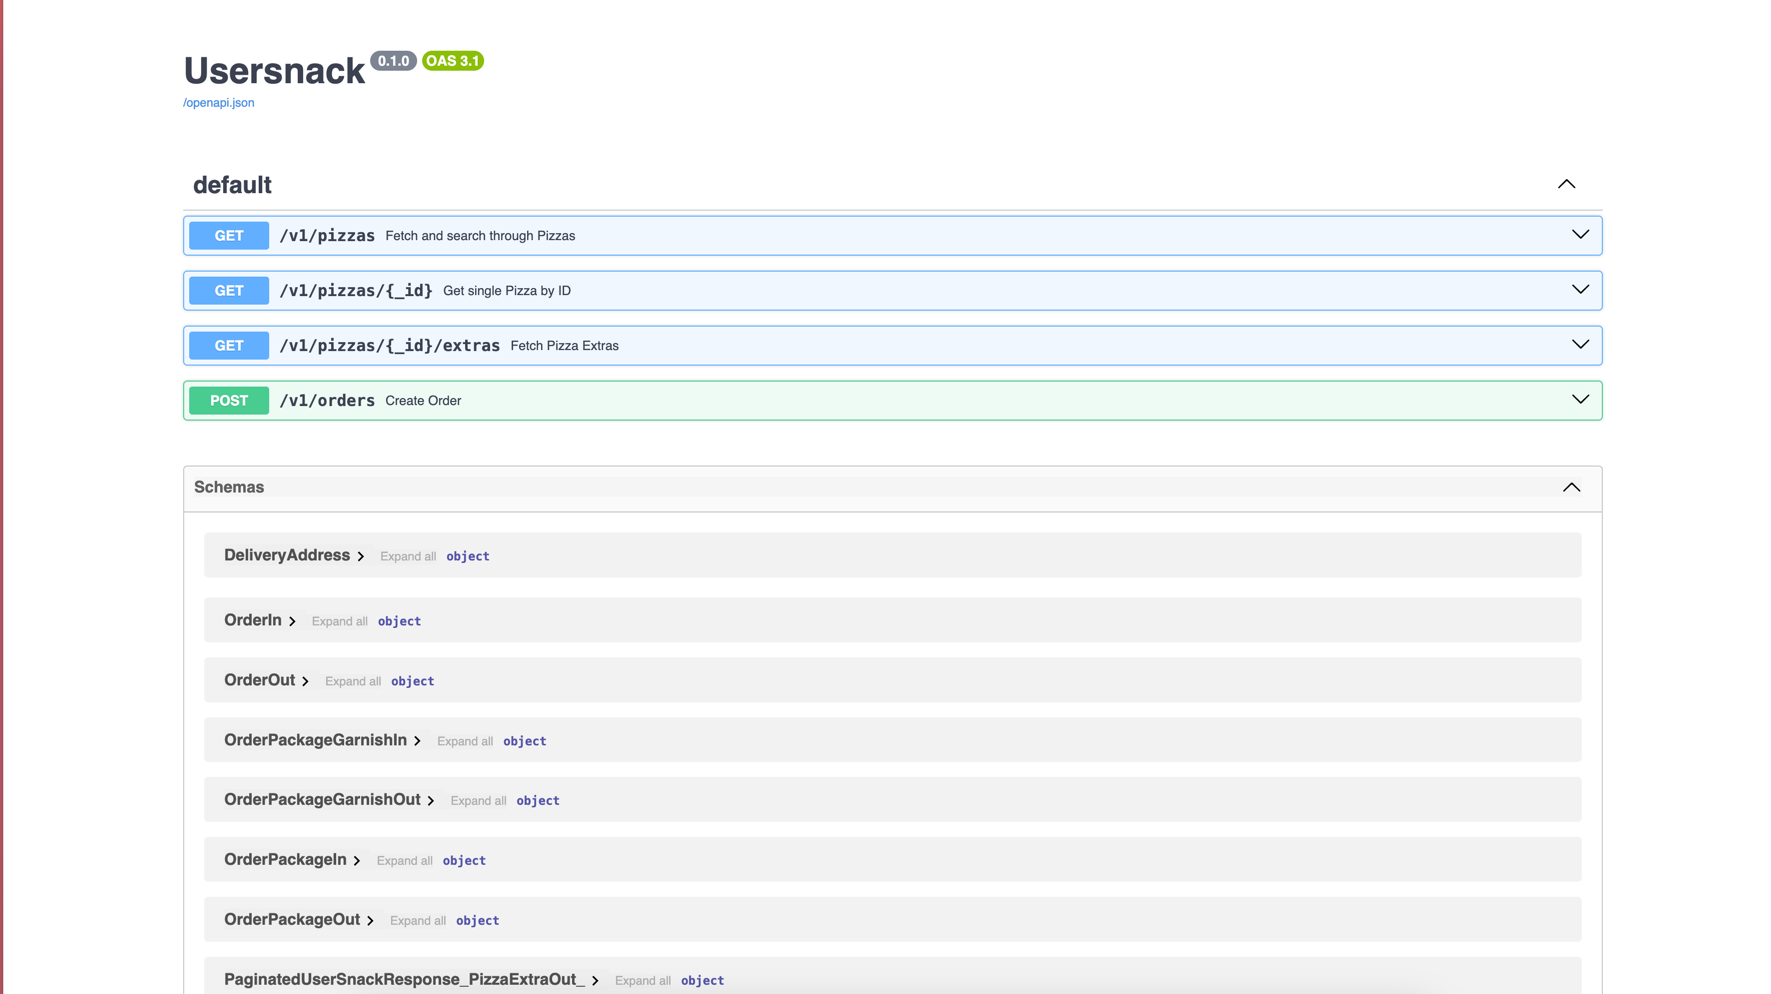 Usersnack 0.1.0 OAS 3.1
/openapi.json
default
GET /v1/pizzas Fetch and search through Pizzas
GET /v1/pizzas/{_id} Get single Pizza by ID
GET /v1/pizzas/{_id}/extras Fetch Pizza Extras
POST /v1/orders Create Order
Schemas
DeliveryAddress Expand all object
OrderIn Expand all object
OrderOut Expand all object
OrderPackageGarnishIn Expand all object
OrderPackageGarnishOut Expand all object
OrderPackageIn Expand all object
OrderPackageOut Expand all object
PaginatedUserSnackResponse_PizzaExtraOut_ Expand all object